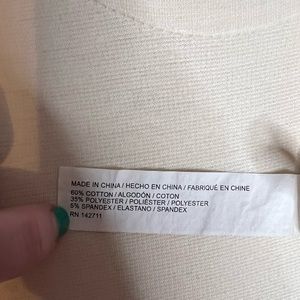 MADE IN CHINA / HECHO EN CHINA / FABRIQUÉ EN CHINE
60% COTTON / ALGODÓN / COTON
35% POLYESTER / POLIÉSTER / POLYESTER
5% SPANDEX / ELASTANO / SPANDEX
RN 142711